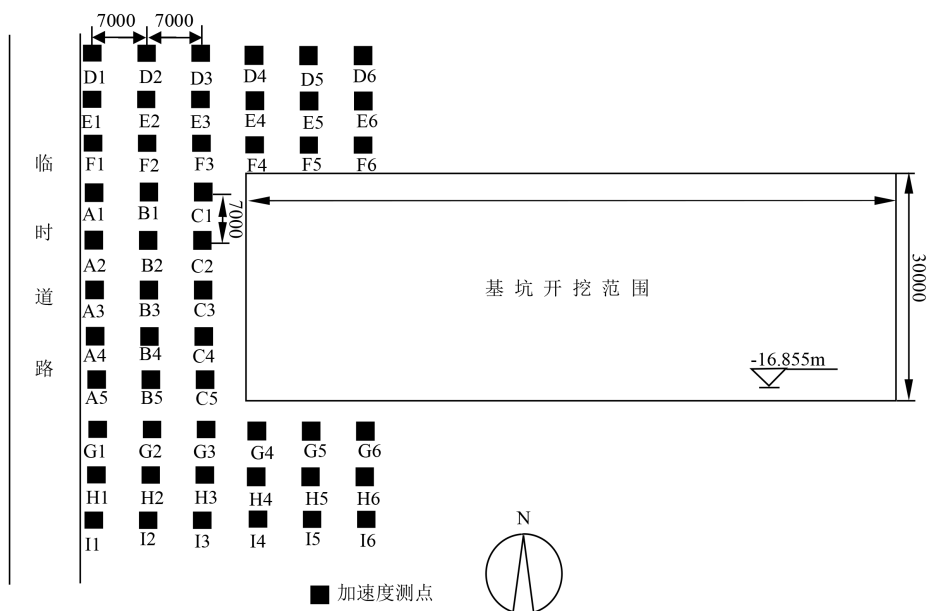 7000 7000
D1 D2 D3 D4 D5 D6
E1 E2 E3 E4 E5 E6
F1 F2 F3 F4 F5 F6
临时道路
A1 B1 C1
7000
A2 B2 C2
A3 B3 C3
A4 B4 C4
A5 B5 C5
基坑开挖范围
30000
-16.855m
G1 G2 G3 G4 G5 G6
H1 H2 H3 H4 H5 H6
I1 I2 I3 I4 I5 I6
N
加速度测点